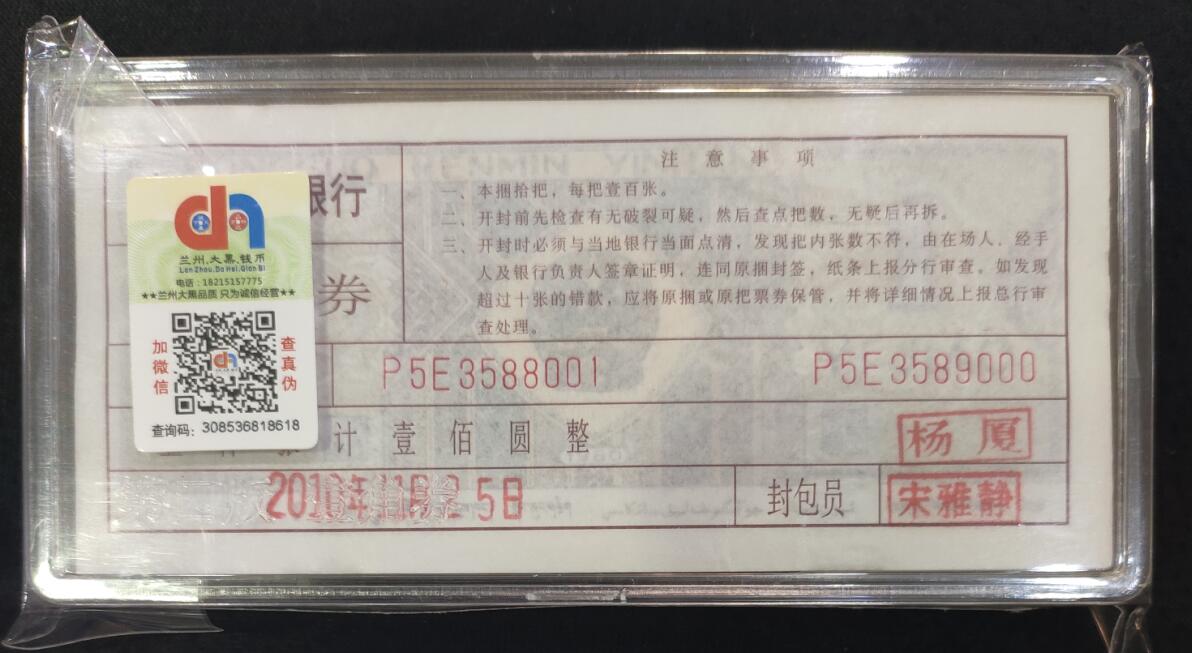 注意事项
一、本捆拾把，每把壹百张。
二、开封前先检查有无破裂可疑，然后查点把数，无疑后再拆。
三、开封时必须与当地银行当面点清，发现把内张数不符，由在场人、经手
人及银行负责人签章证明，连同原捆封签，纸条上报分行审查。如发现
超过十张的错款，应将原捆或原把票券保管，并将详细情况上报总行审
查处理。
银行
券
dh
兰州.大黑.钱币
LanZhou.Da Hei.Qian Bi
电话：18215157775
★★兰州大黑品质 只为诚信经营★★
加微信
查真伪
查询码：308536818618
P5E3588001 P5E3589000
计壹佰圆整
杨厦
5日
封包员
宋雅静